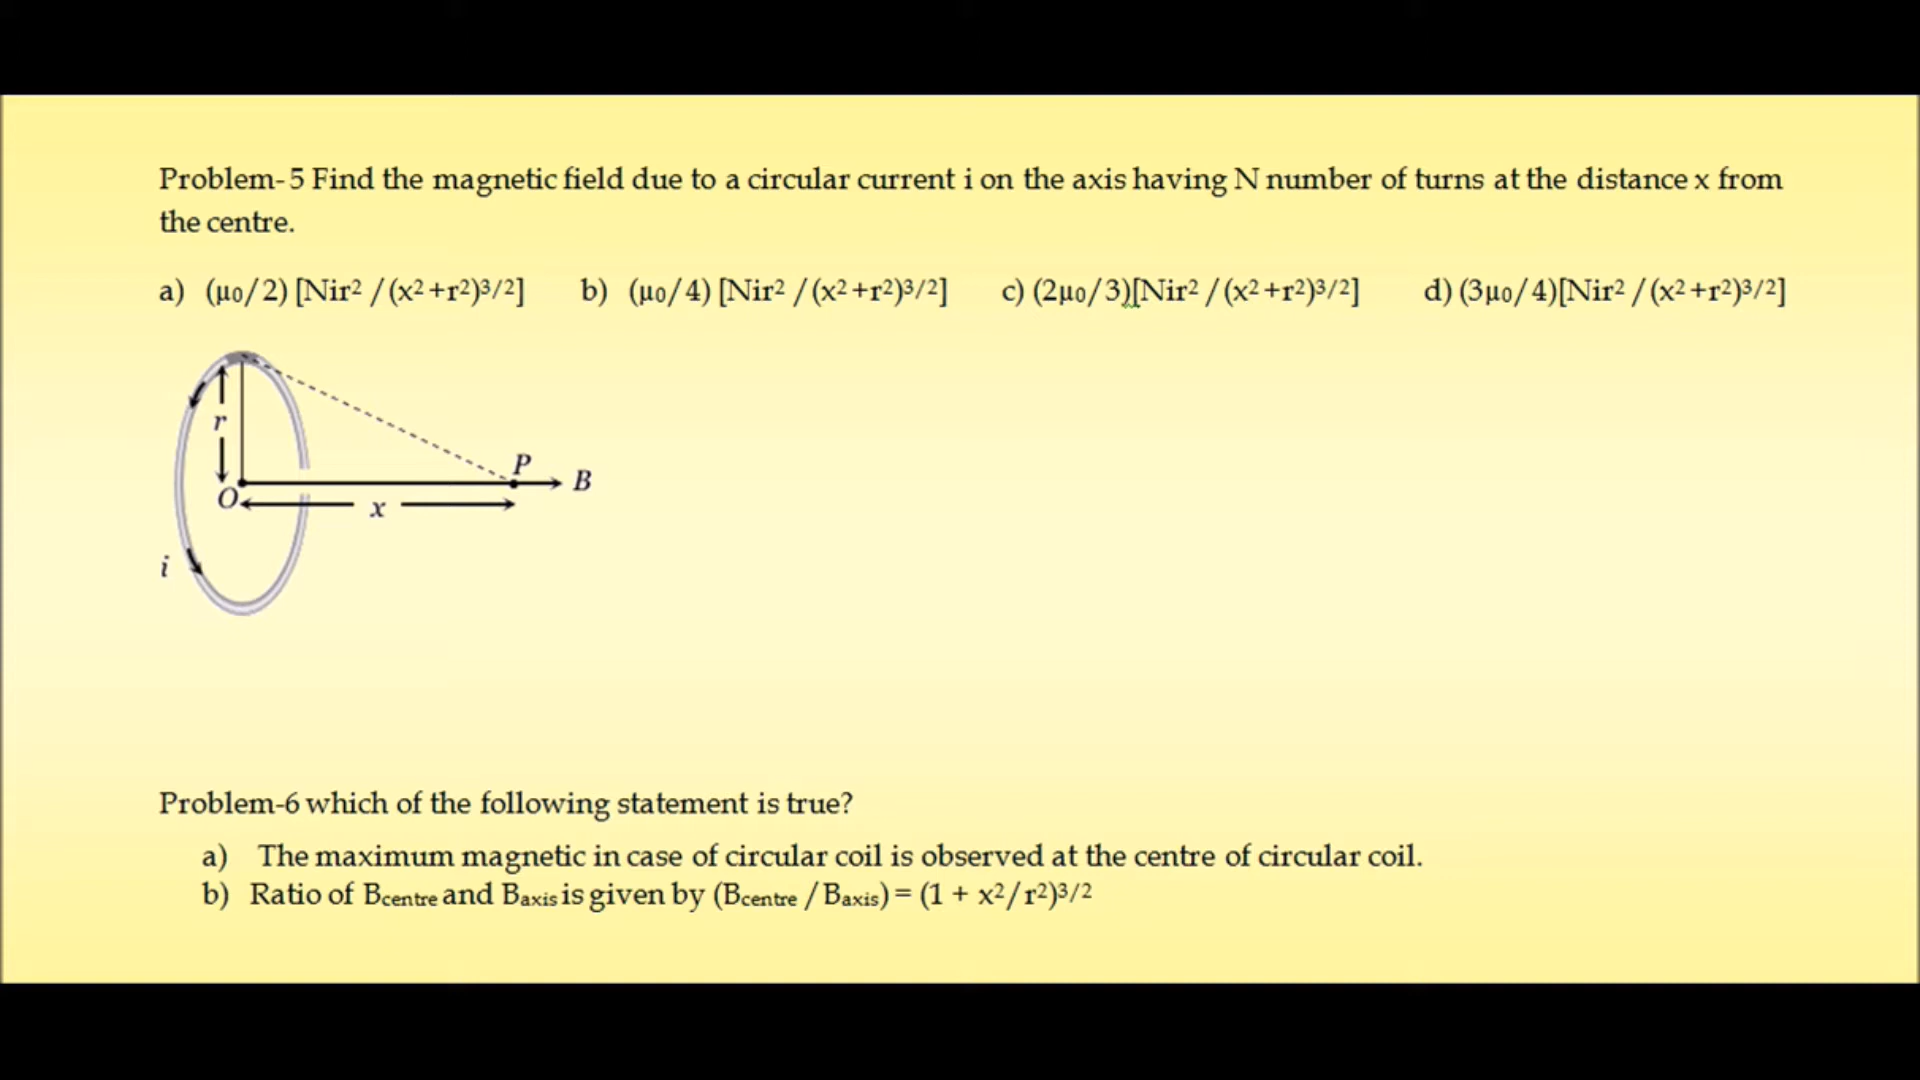 Problem-5 Find the magnetic field due to a circular current i on the axis having N number of turns at the distance x from
the centre.
a) (μ₀/2) [Nir² /(x²+r²)³/²] b) (μ₀/4) [Nir² /(x²+r²)³/²] c) (2μ₀/3)[Nir² /(x²+r²)³/²] d) (3μ₀/4)[Nir² /(x²+r²)³/²]
r
P
B
O
x
i
Problem-6 which of the following statement is true?
a) The maximum magnetic in case of circular coil is observed at the centre of circular coil.
b) Ratio of Bcentre and Baxis is given by (Bcentre /Baxis) = (1 + x²/r²)³/²